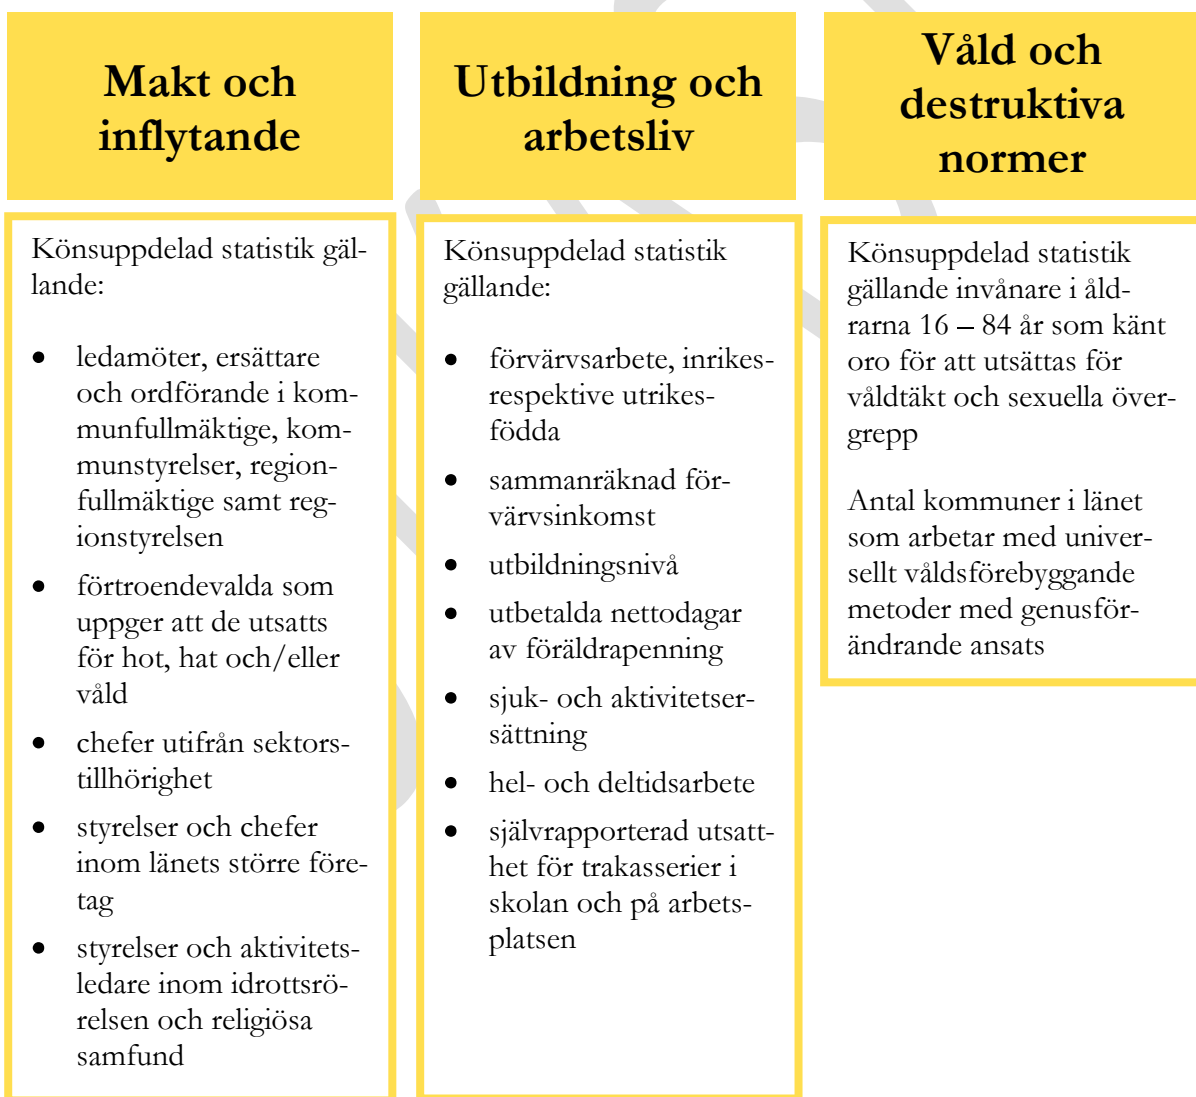 Makt och
inflytande
Könsuppdelad statistik gäl-
lande:
• ledamöter, ersättare
och ordförande i kom-
munfullmäktige, kom-
munstyrelser, region-
fullmäktige samt reg-
ionstyrelsen
• förtroendevalda som
uppger att de utsatts
för hot, hat och/eller
våld
• chefer utifrån sektors-
tillhörighet
• styrelser och chefer
inom länets större före-
tag
• styrelser och aktivitets-
ledare inom idrottsrö-
relsen och religiösa
samfund
Utbildning och
arbetsliv
Könsuppdelad statistik
gällande:
• förvärvsarbete, inrikes-
respektive utrikes-
födda
• sammanräknad för-
värvsinkomst
• utbildningsnivå
• utbetalda nettodagar
av föräldrapenning
• sjuk- och aktivitetser-
sättning
• hel- och deltidsarbete
• självrapporterad utsatt-
het för trakasserier i
skolan och på arbets-
platsen
Våld och
destruktiva
normer
Könsuppdelad statistik
gällande invånare i åld-
rarna 16 – 84 år som känt
oro för att utsättas för
våldtäkt och sexuella över-
grepp
Antal kommuner i länet
som arbetar med univer-
sellt våldsförebyggande
metoder med genusför-
ändrande ansats